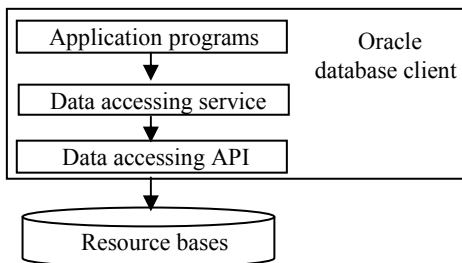 Application programs
Oracle
database client
Data accessing service
Data accessing API
Resource bases